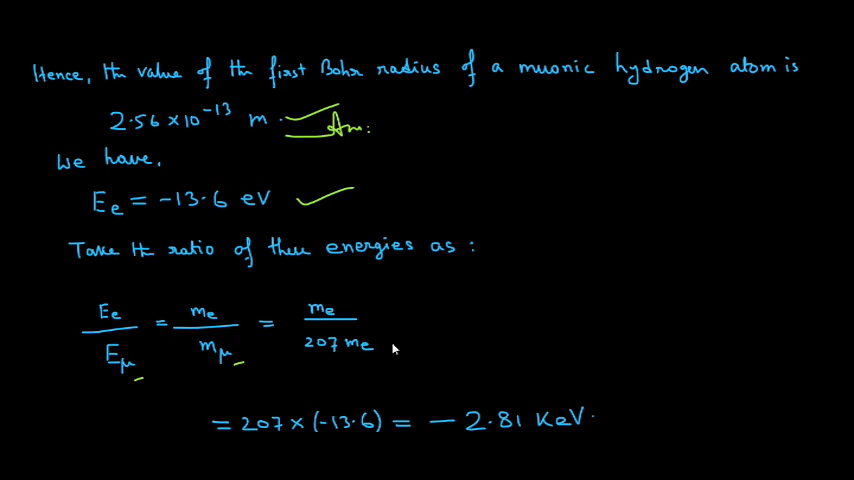 Hence, the value of the first Bohr radius of a muonic hydrogen atom is
2.56 × 10⁻¹³ m. Ans:
We have,
Eₑ = -13.6 eV
Take the ratio of these energies as:
Eₑ/E_μ = mₑ/m_μ = mₑ/207 mₑ
= 207 × (-13.6) = - 2.81 KeV.